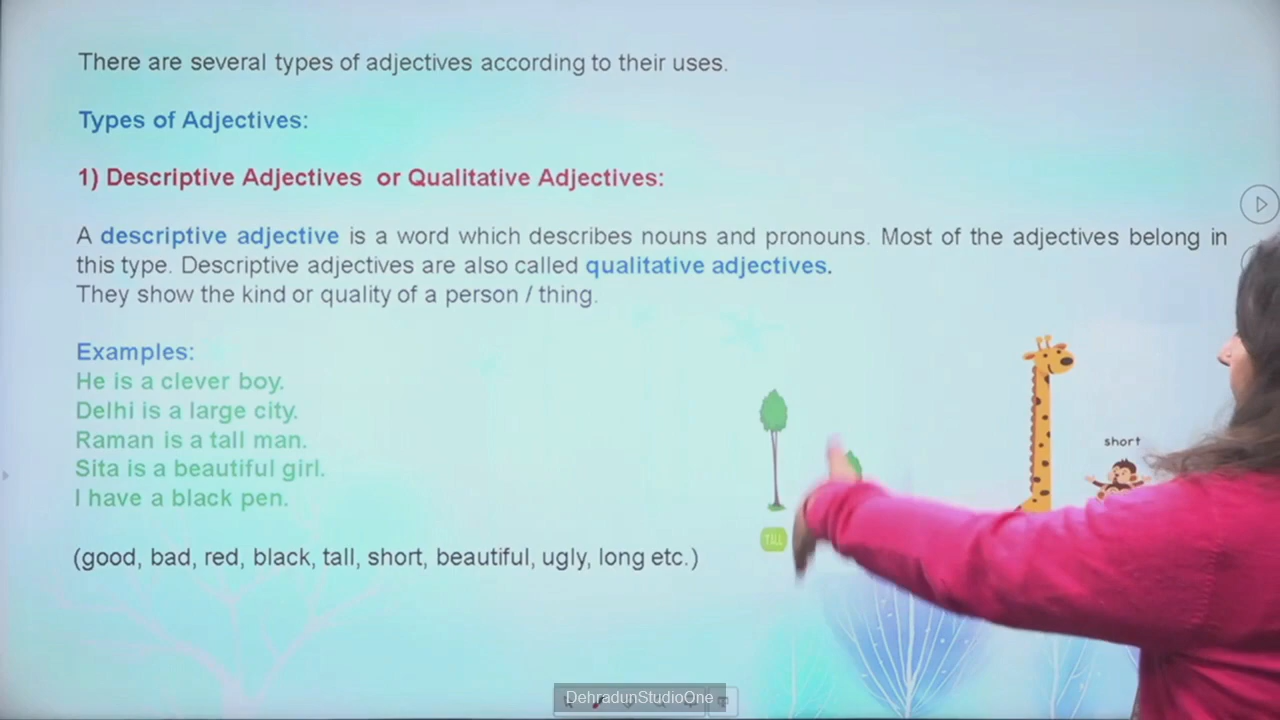 There are several types of adjectives according to their uses.
Types of Adjectives:
1) Descriptive Adjectives or Qualitative Adjectives:
A descriptive adjective is a word which describes nouns and pronouns. Most of the adjectives belong in
this type. Descriptive adjectives are also called qualitative adjectives.
They show the kind or quality of a person / thing.
Examples:
He is a clever boy.
Delhi is a large city.
Raman is a tall man.
Sita is a beautiful girl.
I have a black pen.
short
TALL
(good, bad, red, black, tall, short, beautiful, ugly, long etc.)
DehradunStudioOne